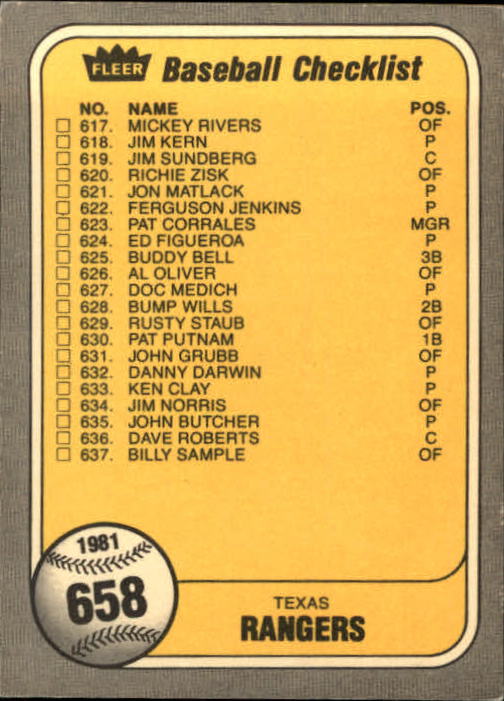 FLEER Baseball Checklist
NO. NAME POS.
617. MICKEY RIVERS OF
618. JIM KERN P
619. JIM SUNDBERG C
620. RICHIE ZISK OF
621. JON MATLACK P
622. FERGUSON JENKINS P
623. PAT CORRALES MGR
624. ED FIGUEROA P
625. BUDDY BELL 3B
626. AL OLIVER OF
627. DOC MEDICH P
628. BUMP WILLS 2B
629. RUSTY STAUB OF
630. PAT PUTNAM 1B
631. JOHN GRUBB OF
632. DANNY DARWIN P
633. KEN CLAY P
634. JIM NORRIS OF
635. JOHN BUTCHER P
636. DAVE ROBERTS C
637. BILLY SAMPLE OF
1981
658
TEXAS
RANGERS